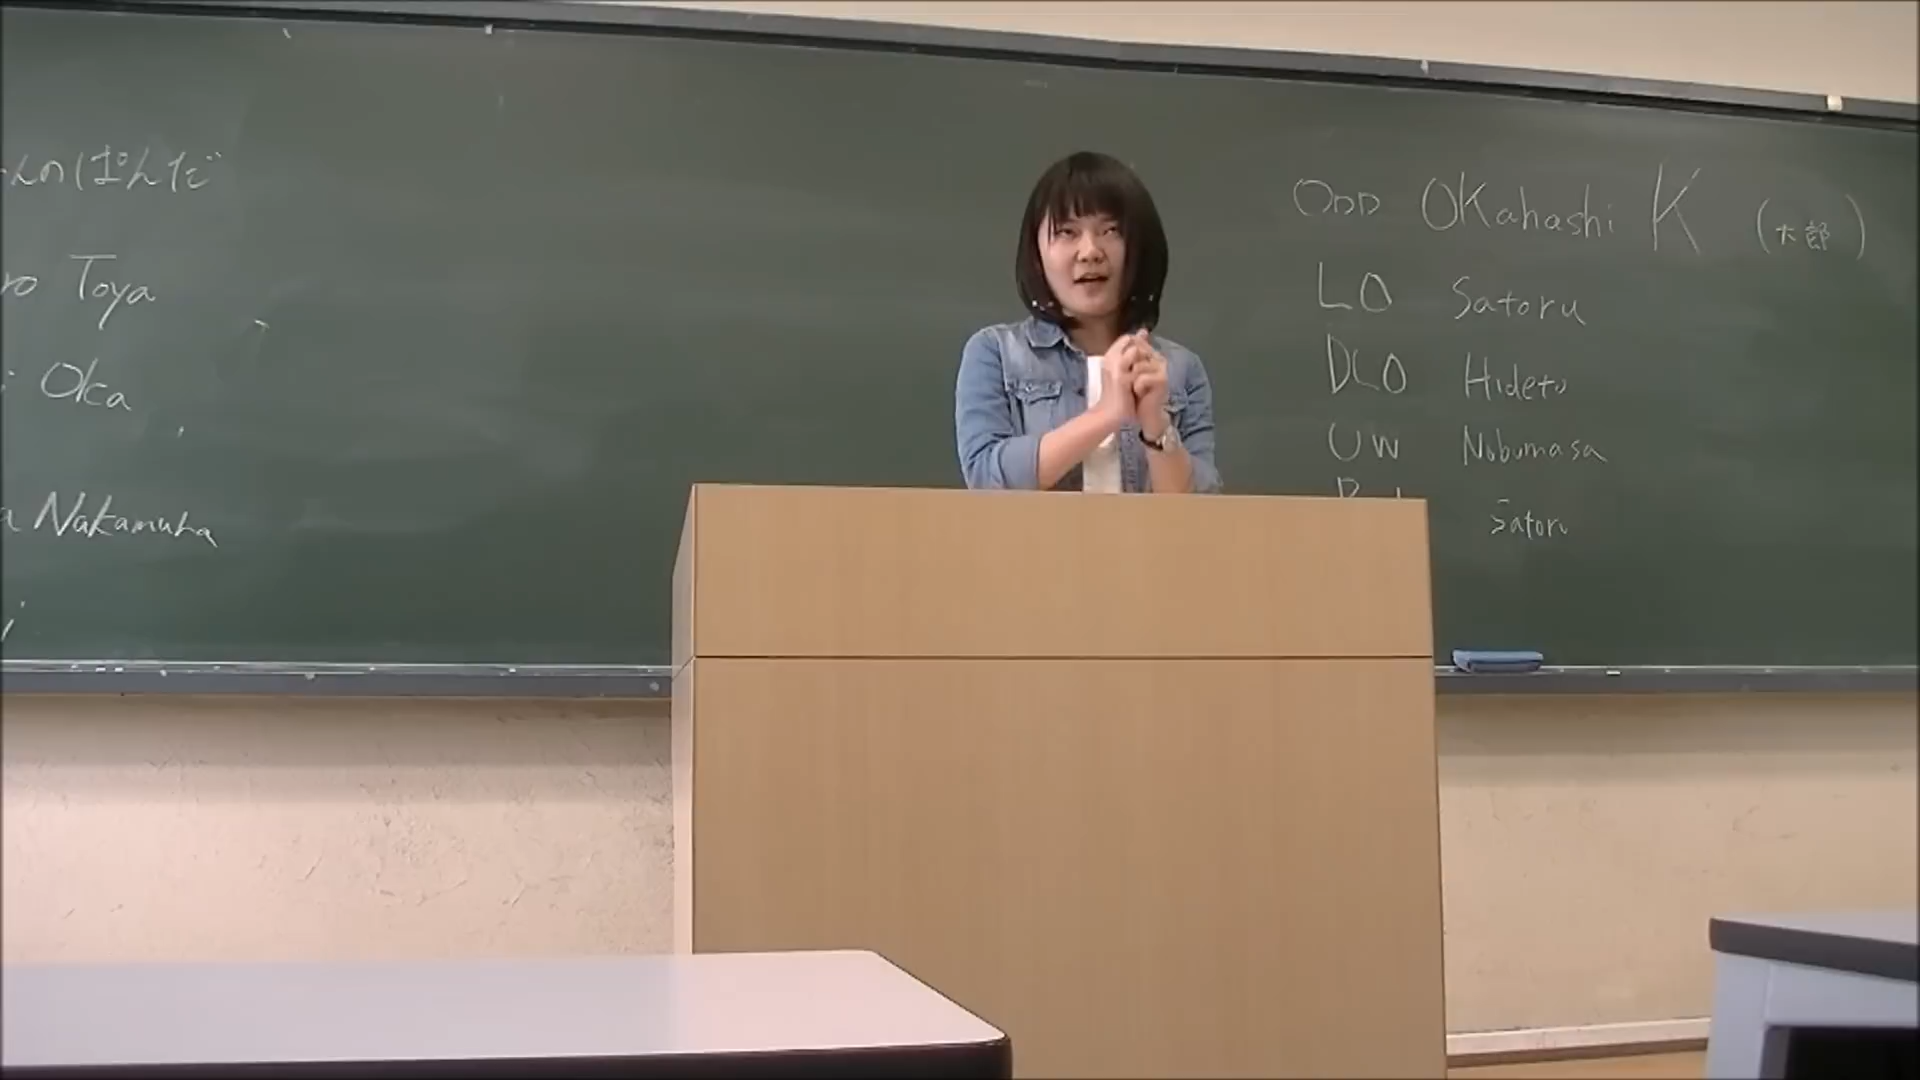 んのぱんだ
ro Toya
i Oka
a Nakamura
i
ODD Okahashi K (太郎)
LO Satoru
DLO Hideto
UW Nobumasa
Satoru